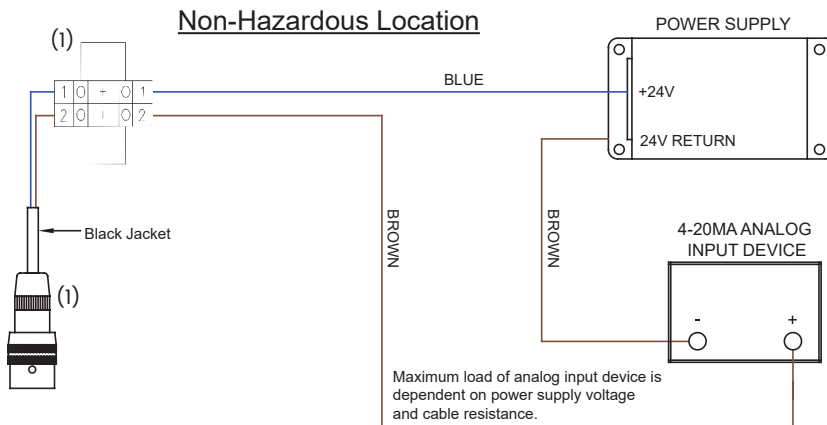 Non-Hazardous Location
POWER SUPPLY
(1)
BLUE
1 + 1
2 2
+24V
24V RETURN
Black Jacket
BROWN
BROWN
4-20MA ANALOG
INPUT DEVICE
(1)
- +
Maximum load of analog input device is
dependent on power supply voltage
and cable resistance.